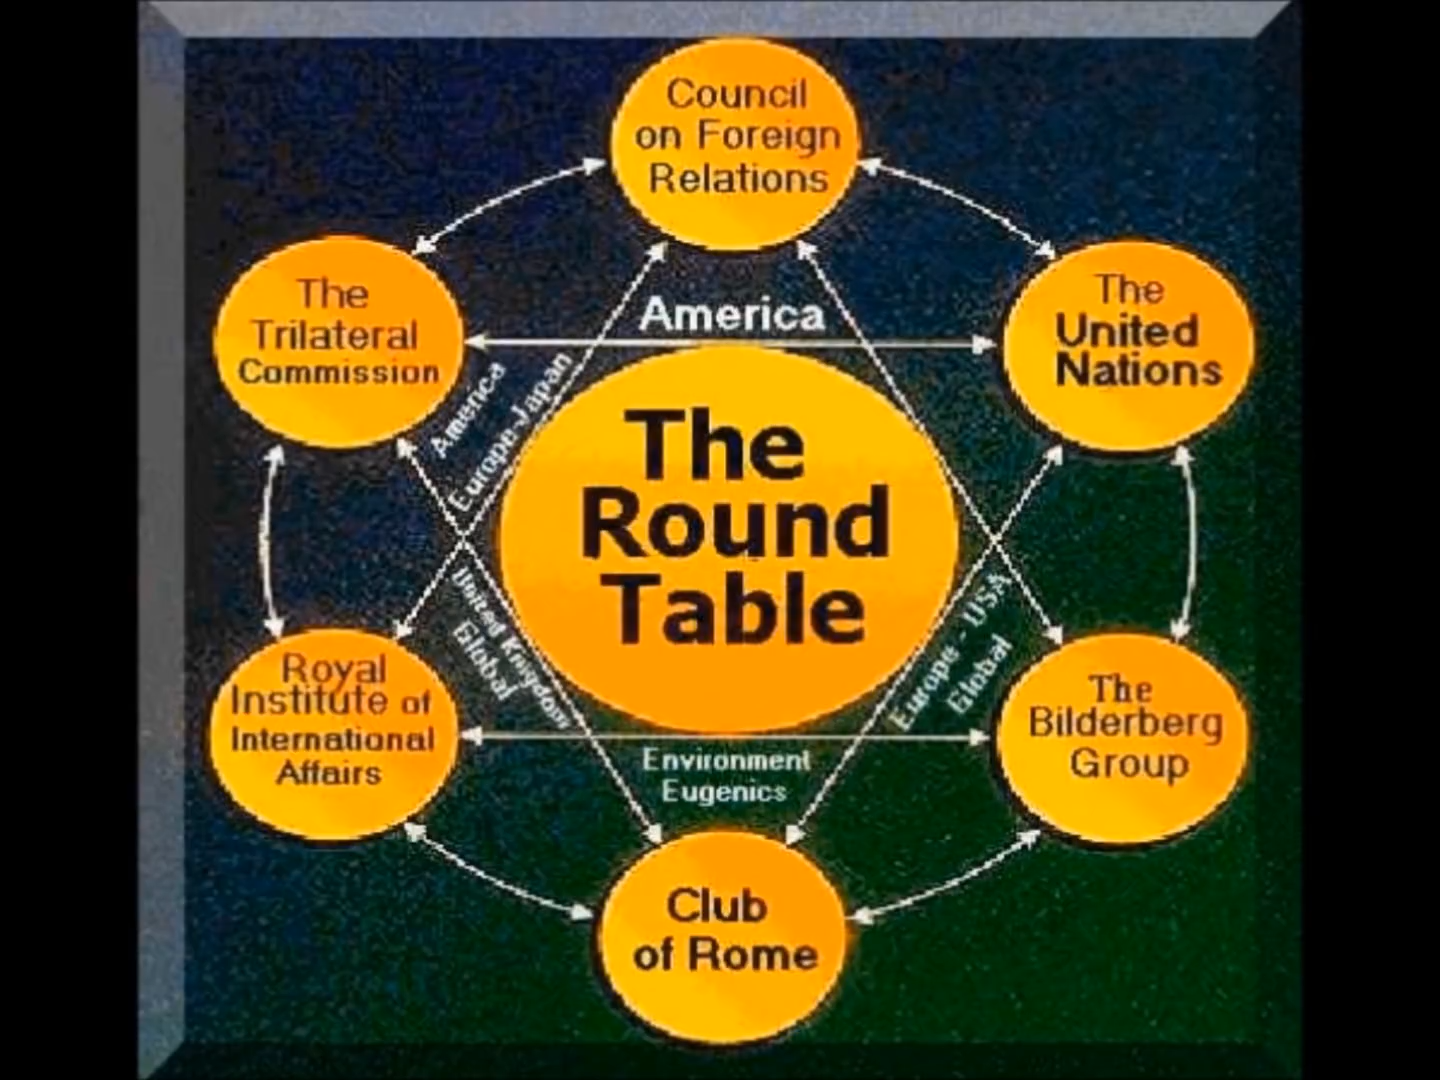 Council
on Foreign
Relations
The
Trilateral
Commission
America
The
United
Nations
America
Europe-Japan
The
Round
Table
United Kingdom
Global
Europe - USA
Global
Royal
Institute of
International
Affairs
Environment
Eugenics
The
Bilderberg
Group
Club
of Rome